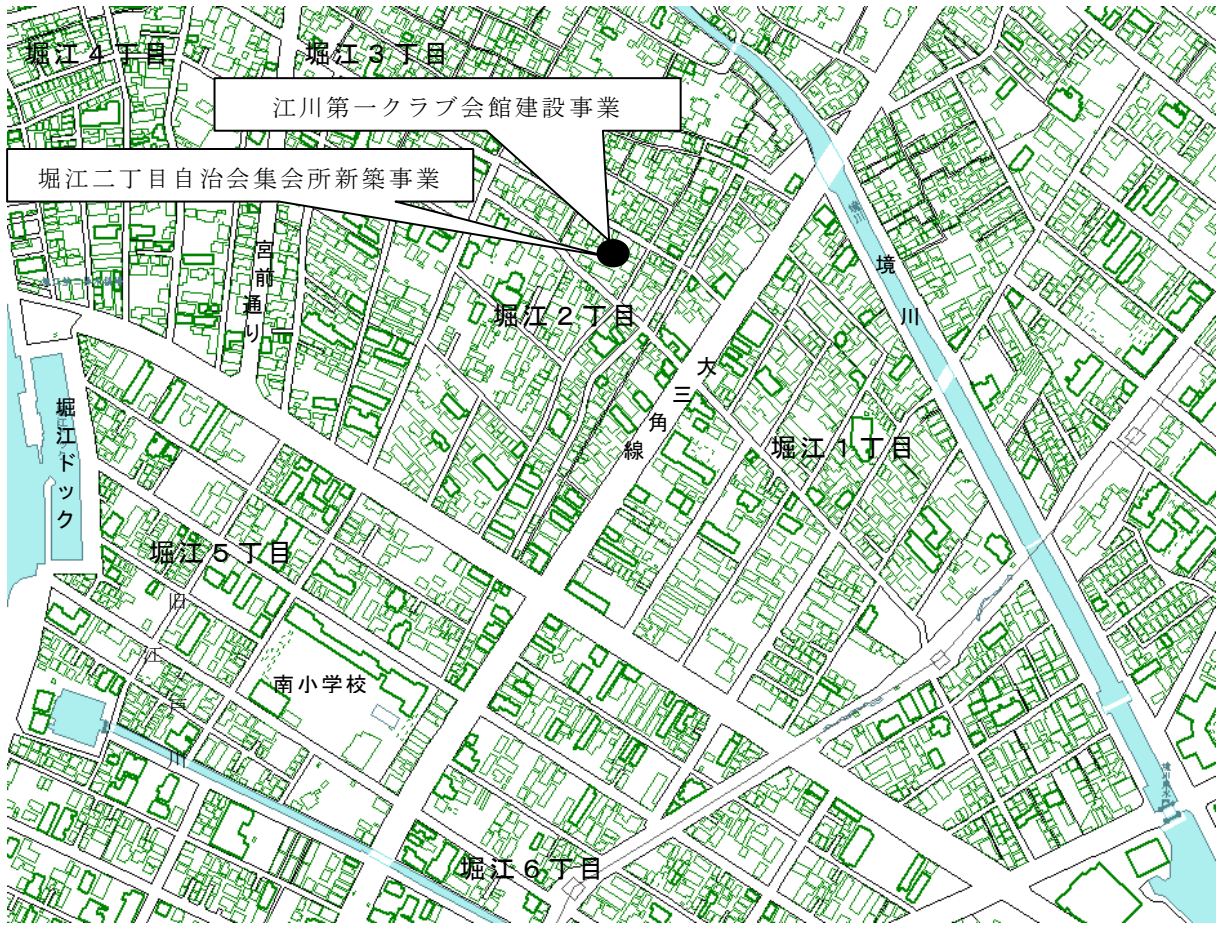 堀江４丁目
堀江３丁目
江川第一クラブ会館建設事業
堀江二丁目自治会集会所新築事業
宮前通り
堀江２丁目
境川
境川
大三角線
堀江１丁目
堀江ドック
堀江５丁目
旧江戸川
南小学校
堀江６丁目